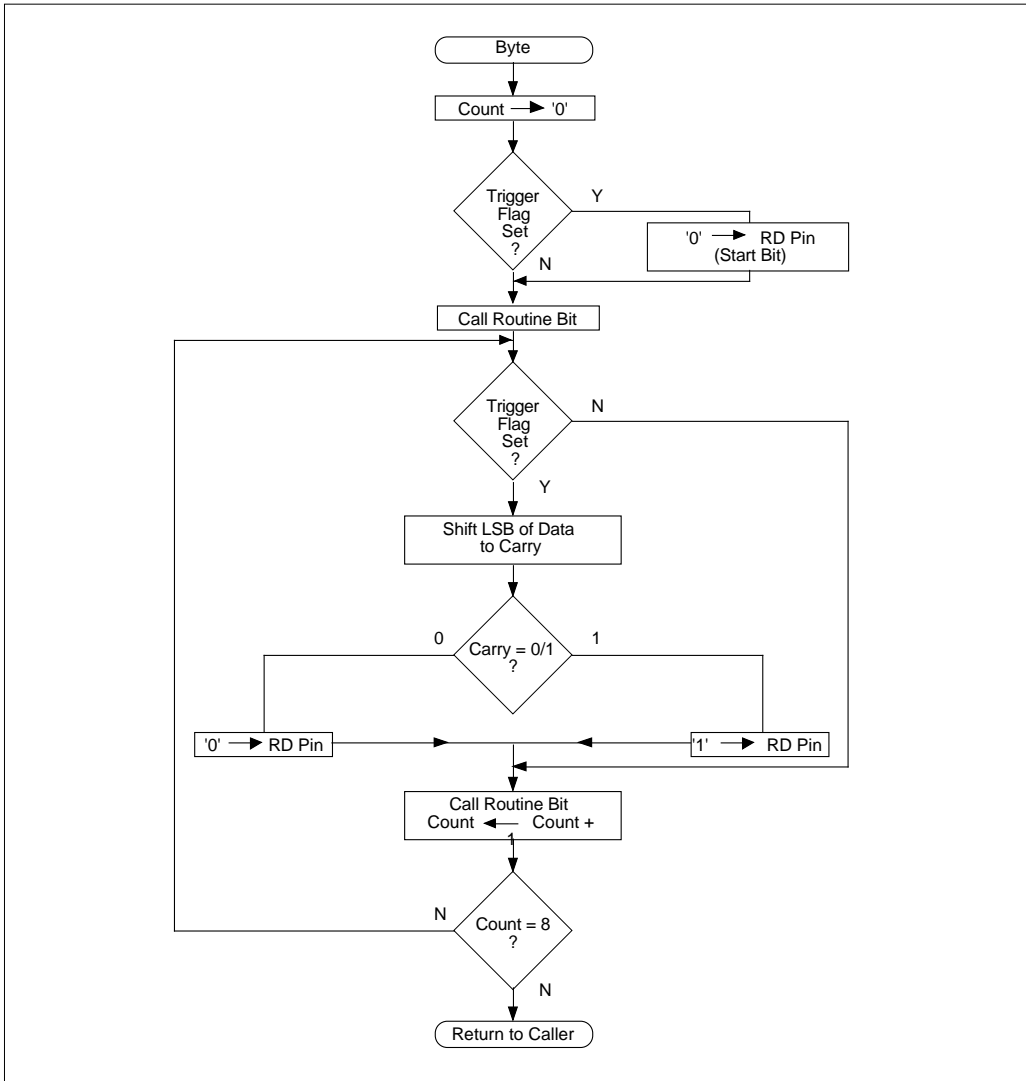 Byte
Count '0'
Trigger
Flag
Set
?
Y
'0' RD Pin
(Start Bit)
N
Call Routine Bit
Trigger
Flag
Set
?
N
Y
Shift LSB of Data
to Carry
0
Carry = 0/1
?
1
'0' RD Pin
'1' RD Pin
Call Routine Bit
Count Count +
1
N
Count = 8
?
N
Return to Caller